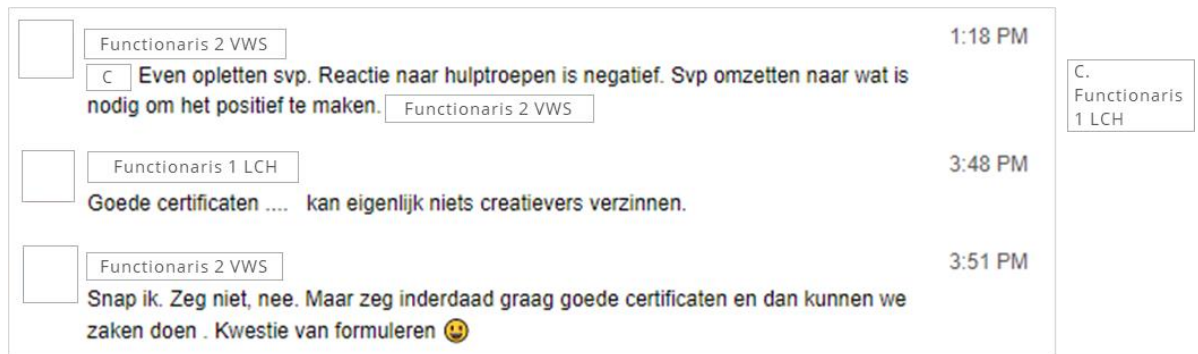 Functionaris 2 VWS 1:18 PM
C Even opletten svp. Reactie naar hulptroepen is negatief. Svp omzetten naar wat is
nodig om het positief te maken. Functionaris 2 VWS
C.
Functionaris
1 LCH
Functionaris 1 LCH 3:48 PM
Goede certificaten .... kan eigenlijk niets creatievers verzinnen.
Functionaris 2 VWS 3:51 PM
Snap ik. Zeg niet, nee. Maar zeg inderdaad graag goede certificaten en dan kunnen we
zaken doen . Kwestie van formuleren 😀